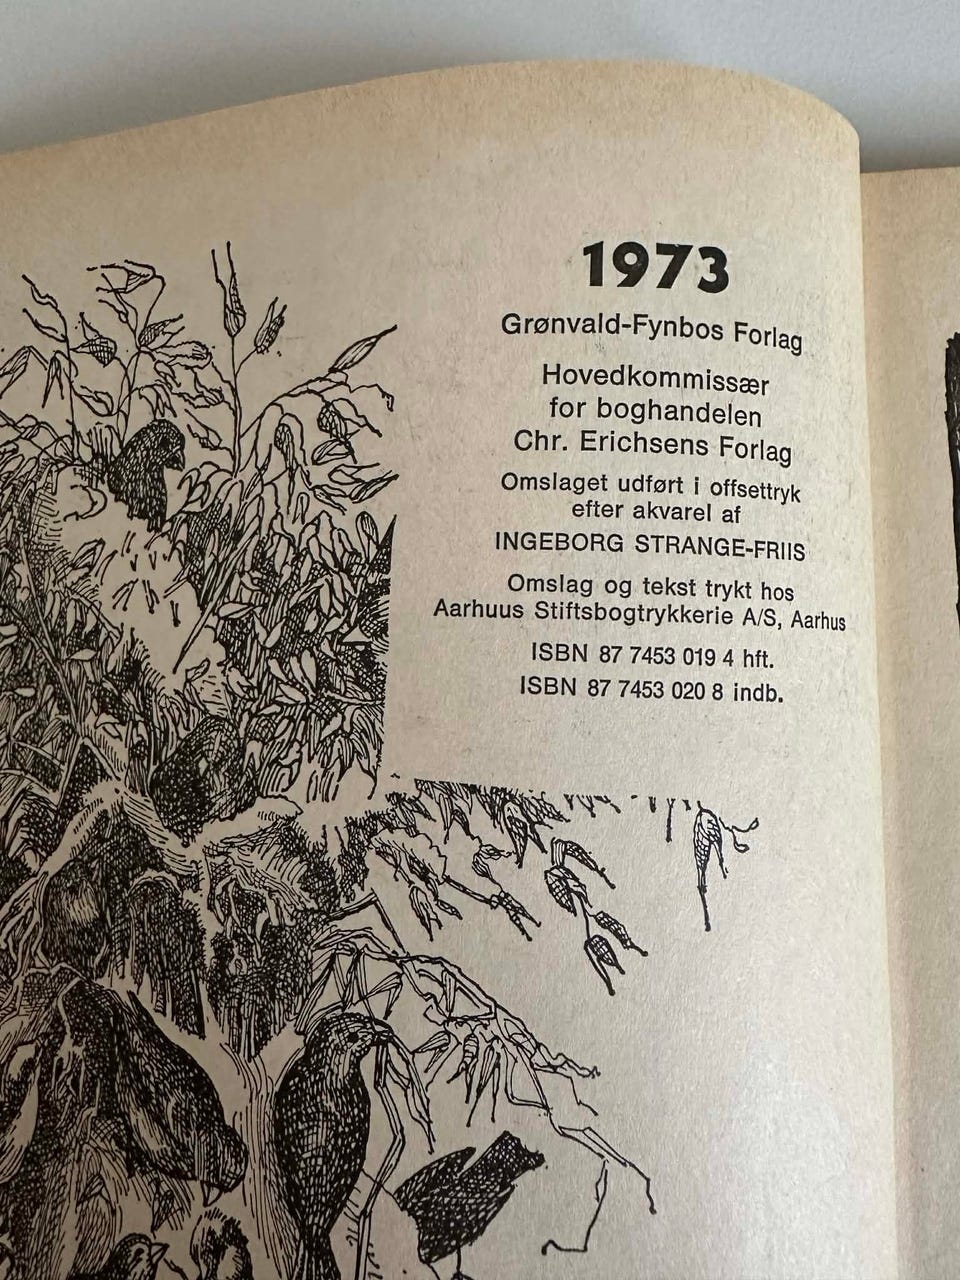 1973
Grønvald-Fynbos Forlag
Hovedkommissær
for boghandelen
Chr. Erichsens Forlag
Omslaget udført i offsettryk
efter akvarel af
INGEBORG STRANGE-FRIIS
Omslag og tekst trykt hos
Aarhuus Stiftsbogtrykkerie A/S, Aarhus
ISBN 87 7453 019 4 hft.
ISBN 87 7453 020 8 indb.